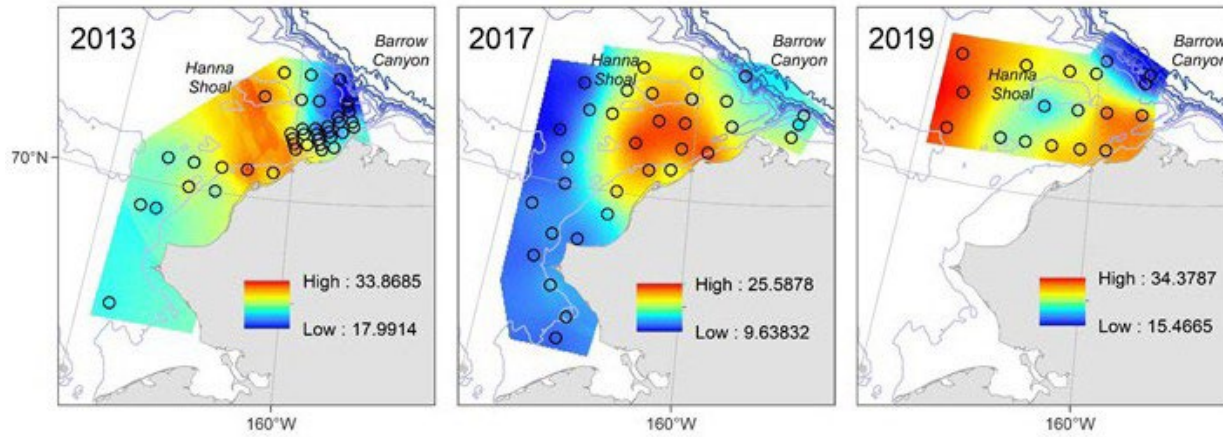 2013
Hanna
Shoal
Barrow
Canyon
High : 33.8685
Low : 17.9914
70°N
160°W
2017
Hanna
Shoal
Barrow
Canyon
High : 25.5878
Low : 9.63832
160°W
2019
Hanna
Shoal
Barrow
Canyon
High : 34.3787
Low : 15.4665
160°W